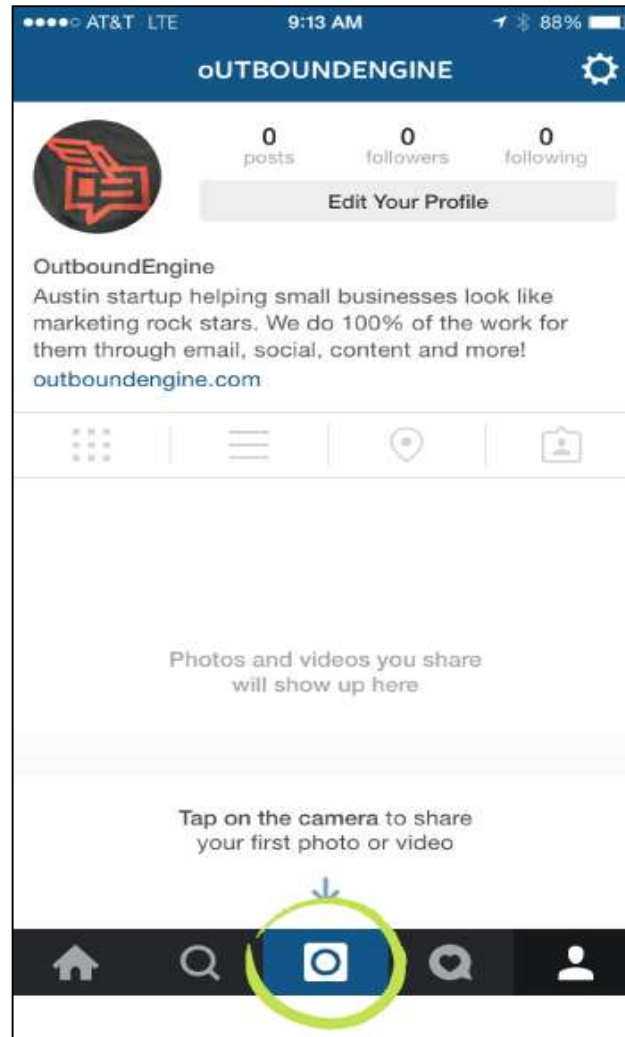 AT&T LTE 9:13 AM 88%
oUTBOUNDENGINE
0 0 0
posts followers following
Edit Your Profile
OutboundEngine
Austin startup helping small businesses look like
marketing rock stars. We do 100% of the work for
them through email, social, content and more!
outboundengine.com
Photos and videos you share
will show up here
Tap on the camera to share
your first photo or video